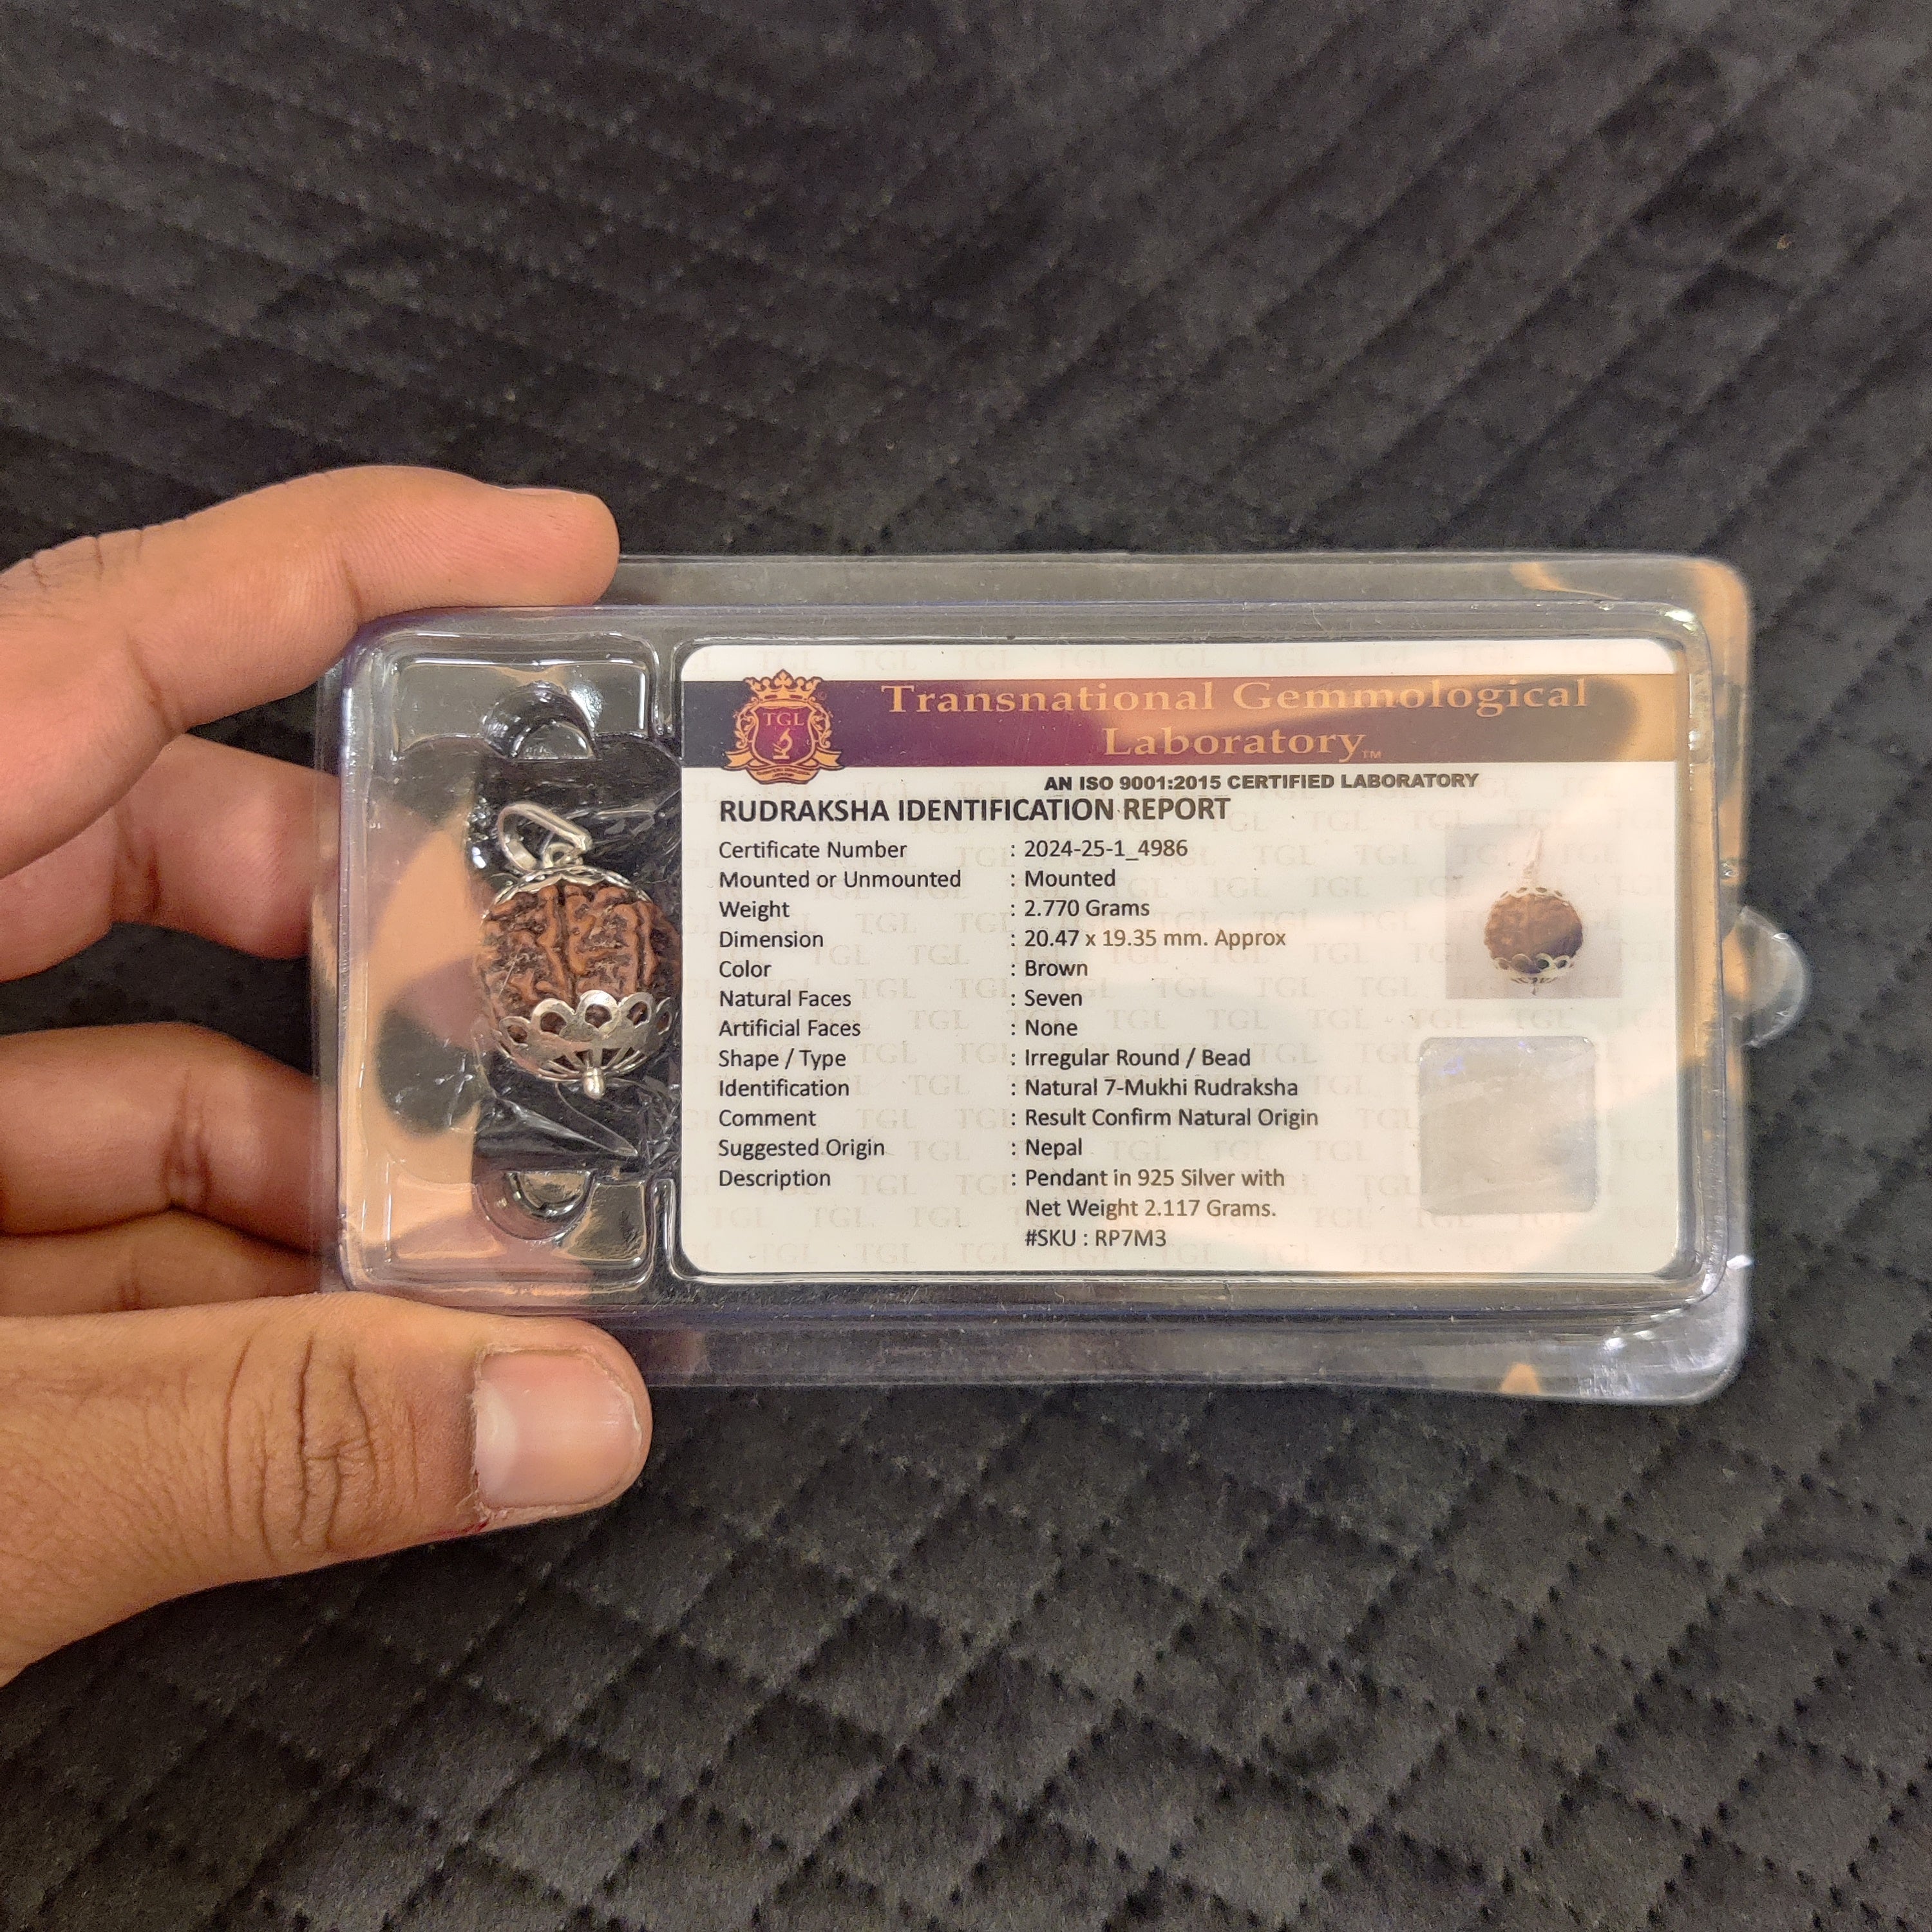 TGL
Transnational Gemmological
Laboratory™
AN ISO 9001:2015 CERTIFIED LABORATORY
RUDRAKSHA IDENTIFICATION REPORT
Certificate Number : 2024-25-1_4986
Mounted or Unmounted : Mounted
Weight : 2.770 Grams
Dimension : 20.47 x 19.35 mm. Approx
Color : Brown
Natural Faces : Seven
Artificial Faces : None
Shape / Type : Irregular Round / Bead
Identification : Natural 7-Mukhi Rudraksha
Comment : Result Confirm Natural Origin
Suggested Origin : Nepal
Description : Pendant in 925 Silver with
Net Weight 2.117 Grams.
#SKU : RP7M3